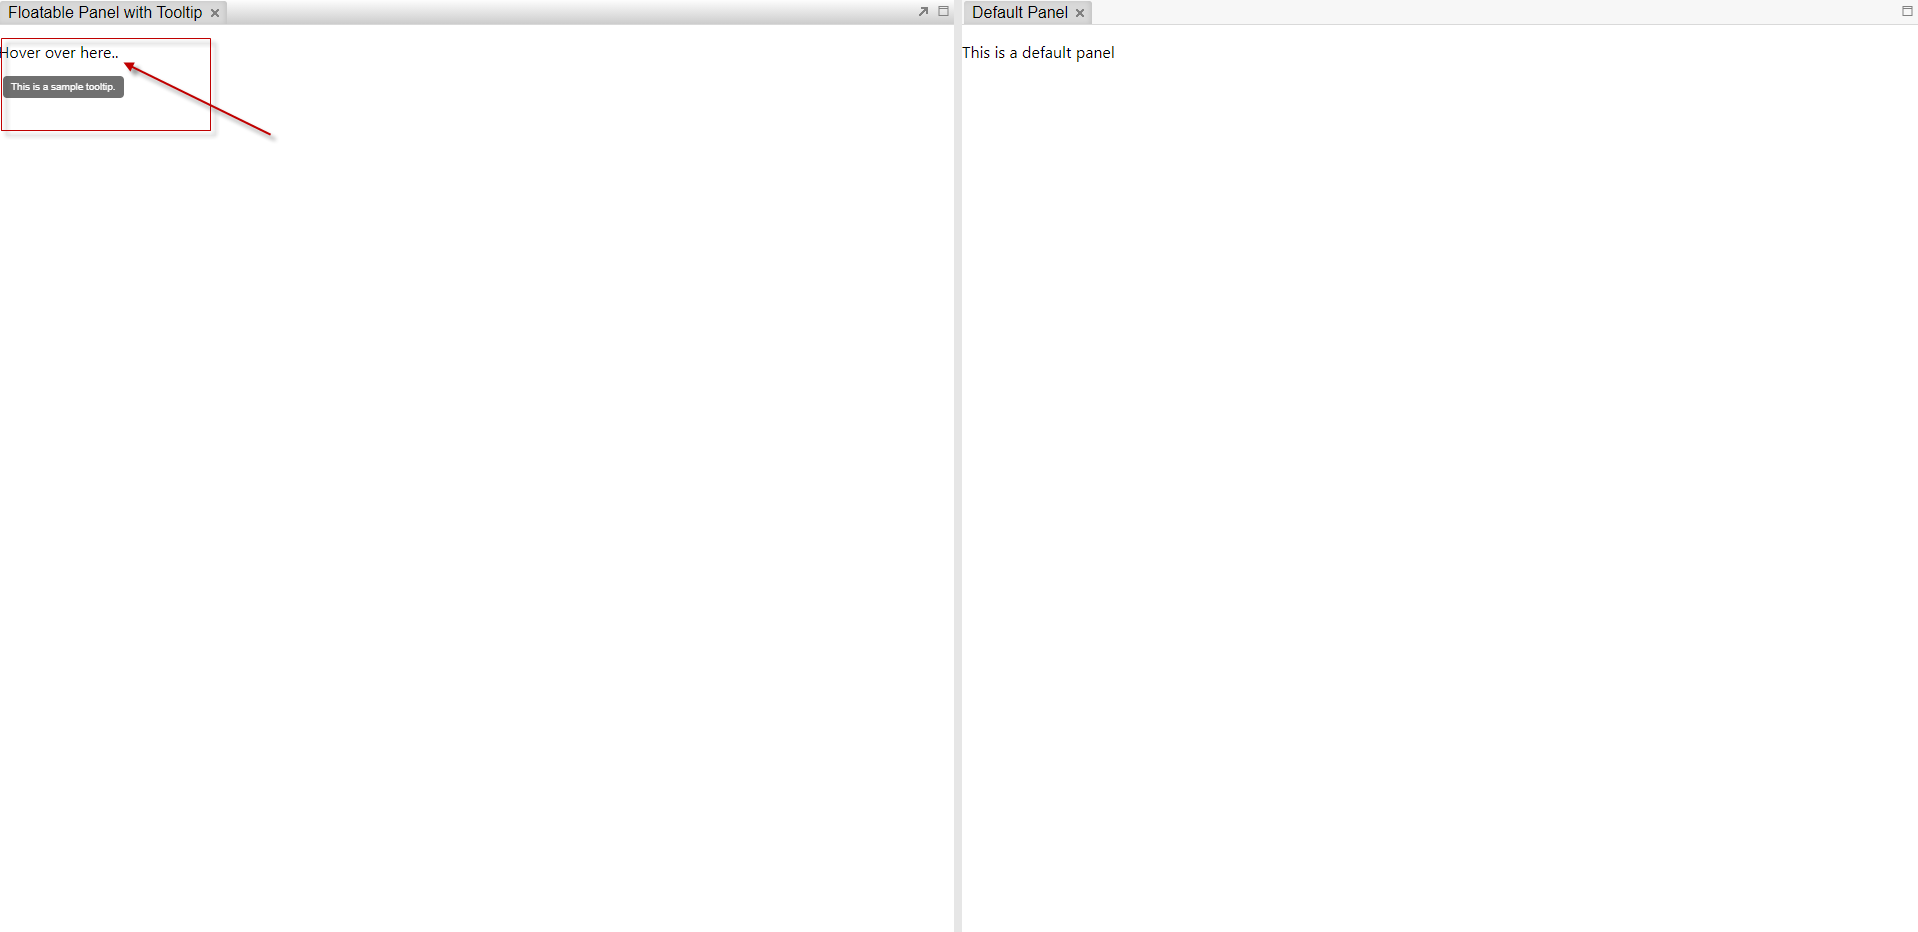 Floatable Panel with Tooltip
Hover over here..
This is a sample tooltip.
Default Panel
This is a default panel